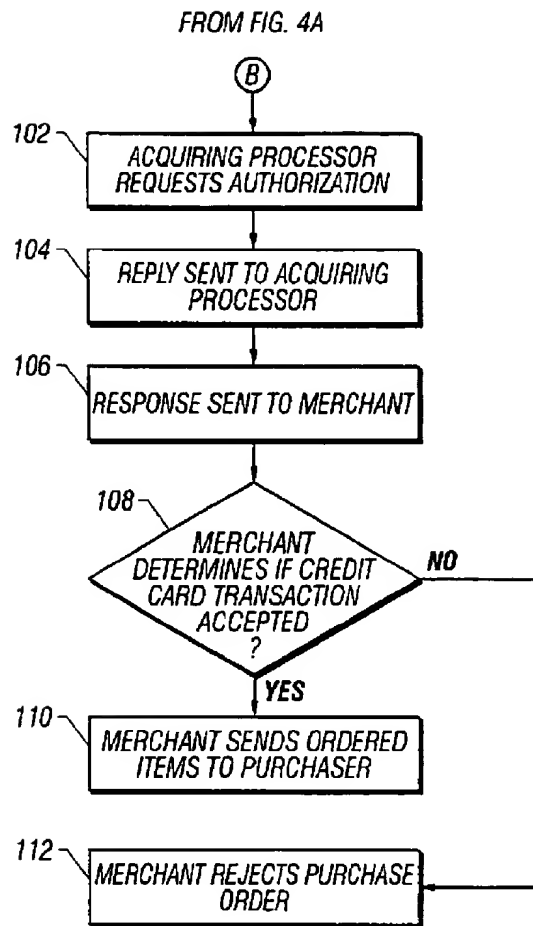 FROM FIG. 4A
B
102
ACQUIRING PROCESSOR
REQUESTS AUTHORIZATION
104
REPLY SENT TO ACQUIRING
PROCESSOR
106
RESPONSE SENT TO MERCHANT
108
MERCHANT
DETERMINES IF CREDIT
CARD TRANSACTION
ACCEPTED
?
NO
YES
110
MERCHANT SENDS ORDERED
ITEMS TO PURCHASER
112
MERCHANT REJECTS PURCHASE
ORDER